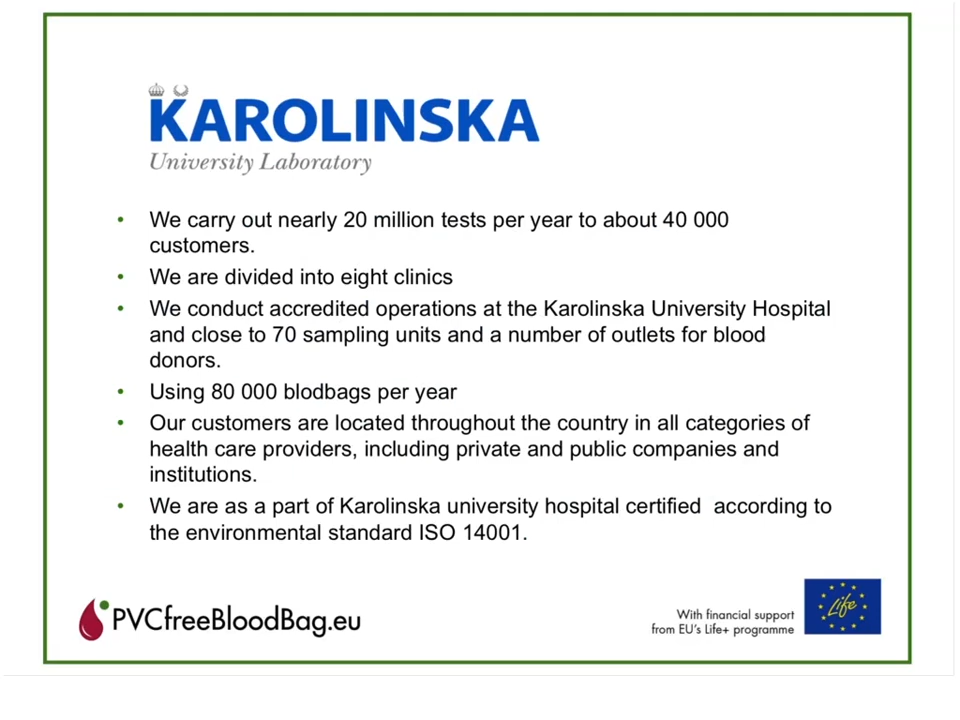 KAROLINSKA
University Laboratory
• We carry out nearly 20 million tests per year to about 40 000
customers.
• We are divided into eight clinics
• We conduct accredited operations at the Karolinska University Hospital
and close to 70 sampling units and a number of outlets for blood
donors.
• Using 80 000 blodbags per year
• Our customers are located throughout the country in all categories of
health care providers, including private and public companies and
institutions.
• We are as a part of Karolinska university hospital certified  according to
the environmental standard ISO 14001.
PVCfreeBloodBag.eu
With financial support
from EU's Life+ programme
Life